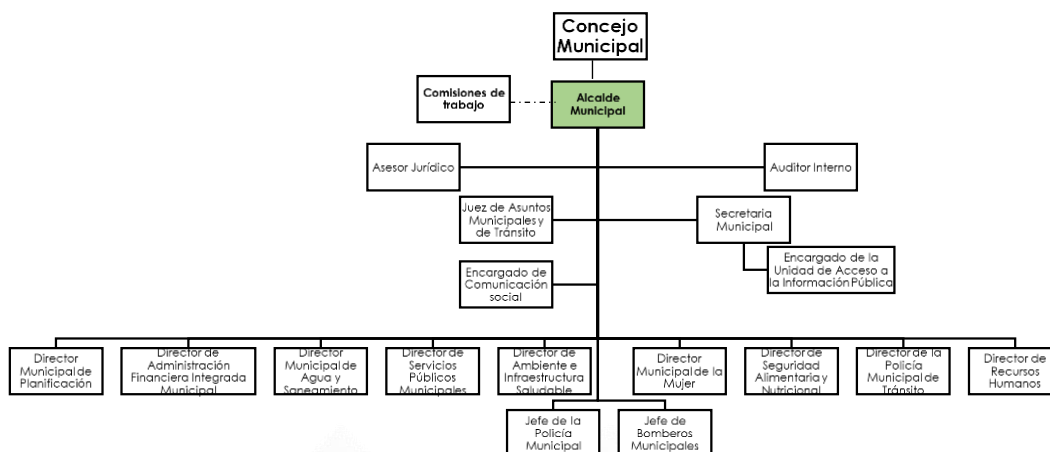 Concejo
Municipal
Comisiones de
trabajo
Alcalde
Municipal
Asesor Jurídico
Auditor Interno
Juez de Asuntos
Municipales y
de Tránsito
Secretaria
Municipal
Encargado de
Comunicación
social
Encargado de la
Unidad de Acceso a
la Información Pública
Director
Municipal de
Planificación
Director de
Administración
Financiera Integrada
Municipal
Director
Municipal de
Agua y
Saneamiento
Director de
Servicios
Públicos
Municipales
Director de
Ambiente e
Infraestructura
Saludable
Director
Municipal de la
Mujer
Director de
Seguridad
Alimentaria y
Nutricional
Director de la
Policía
Municipal de
Tránsito
Director de
Recursos
Humanos
Jefe de la
Policía
Municipal
Jefe de
Bomberos
Municipales